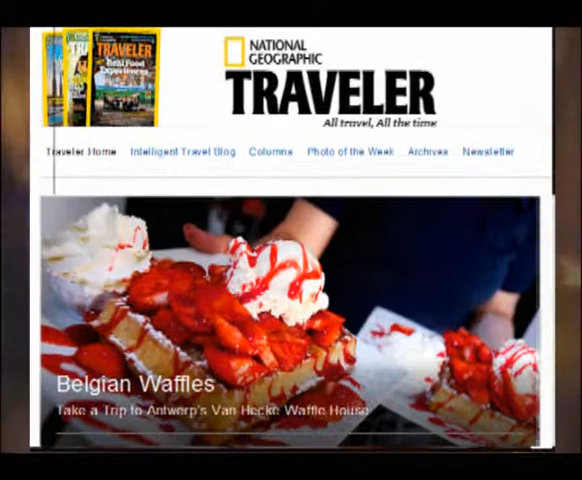 TRAVELER
Real Food
Experiences
NATIONAL
GEOGRAPHIC
TRAVELER
All travel, All the time
Traveler Home Intelligent Travel Blog Columns Photo of the Week Archives Newsletter
Belgian Waffles
Take a Trip to Antwerp's Van Hecke Waffle House